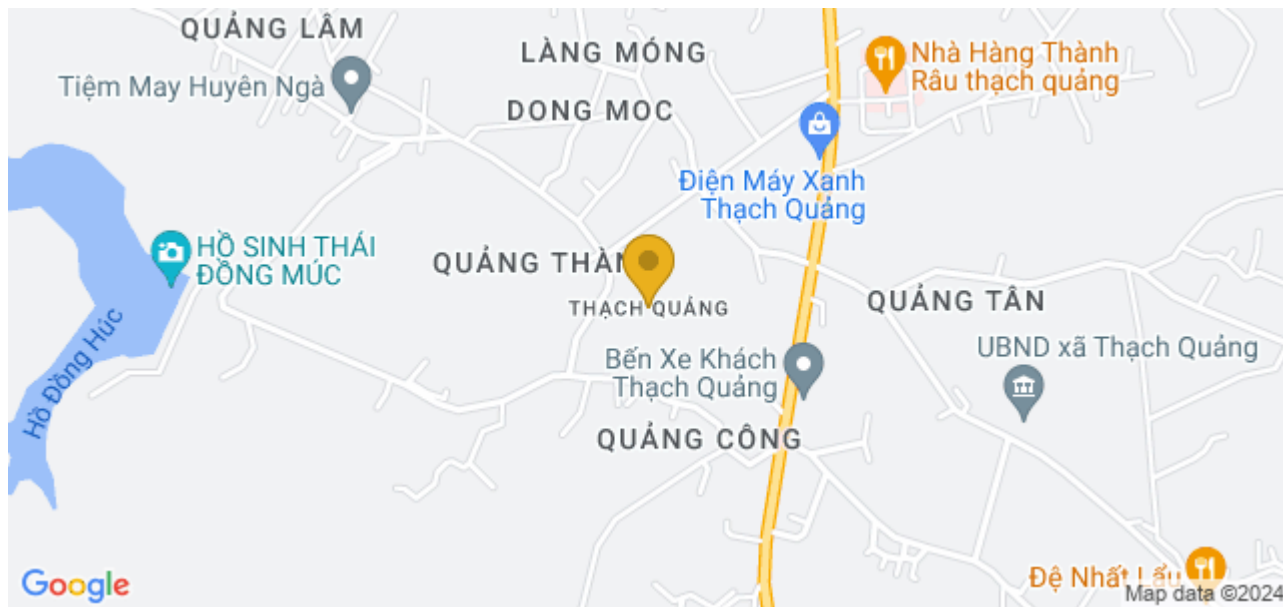 QUẢNG LÂM
LÀNG MÓNG
Nhà Hàng Thành
Râu thạch quảng
Tiệm May Huyên Ngà
DONG MOC
Điện Máy Xanh
Thạch Quảng
HỒ SINH THÁI
ĐỒNG MÚC
QUẢNG THÀN
THẠCH QUẢNG
QUẢNG TÂN
Bến Xe Khách
Thạch Quảng
UBND xã Thạch Quảng
Hồ Đồng Húc
QUẢNG CÔNG
Google
Đệ Nhất Lẩu
Map data ©2024